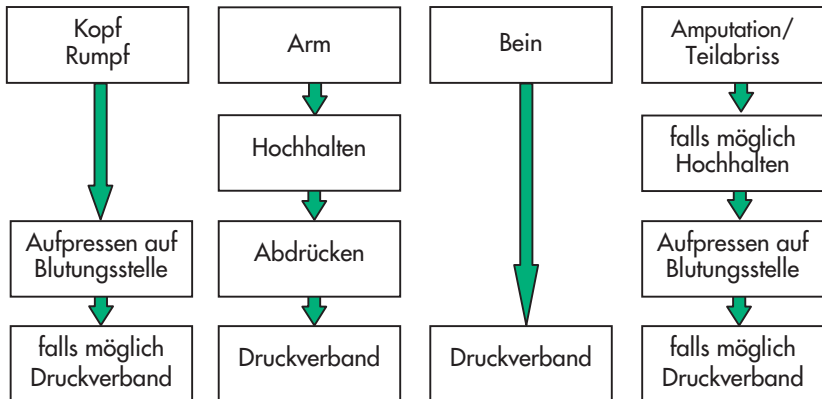 Kopf
Rumpf
Aufpressen auf
Blutungsstelle
falls möglich
Druckverband
Arm
Hochhalten
Abdrücken
Druckverband
Bein
Druckverband
Amputation/
Teilabriss
falls möglich
Hochhalten
Aufpressen auf
Blutungsstelle
falls möglich
Druckverband